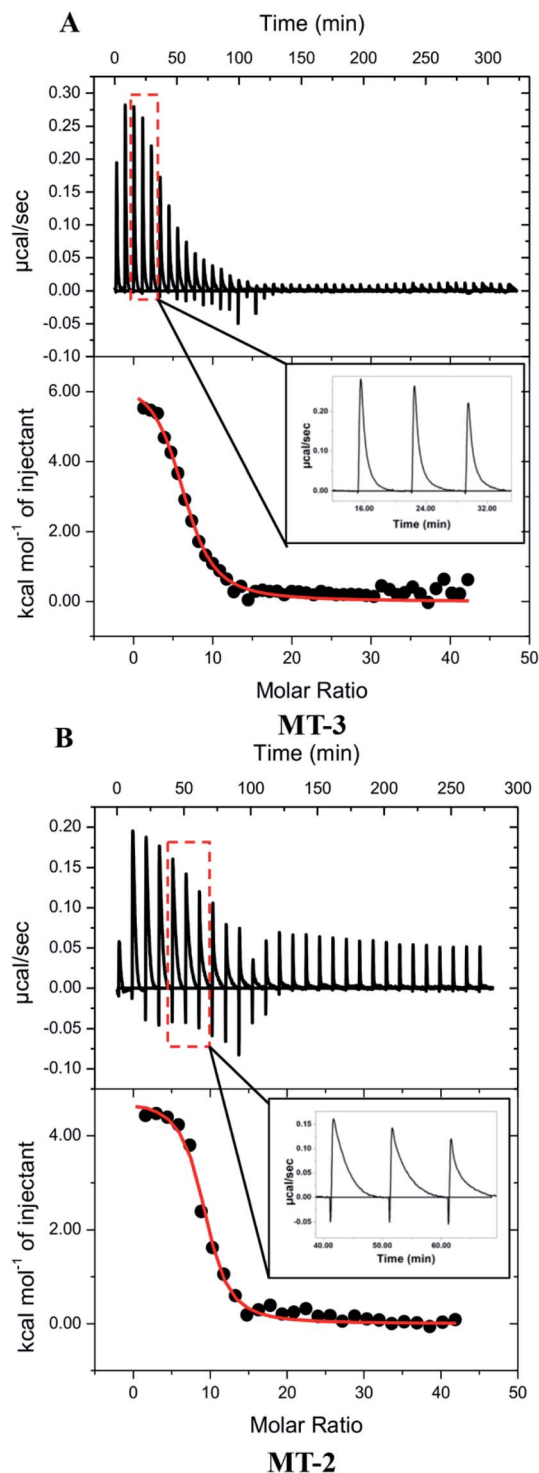 A
Time (min)
0 50 100 150 200 250 300
0.30
0.25
0.20
0.15
0.10
0.05
0.00
-0.05
-0.10
µcal/sec
6.00
4.00
2.00
0.00
kcal mol⁻¹ of injectant
0.20
0.10
0.00
µcal/sec
16.00 24.00 32.00
Time (min)
0 10 20 30 40 50
Molar Ratio
MT-3
B
Time (min)
0 50 100 150 200 250 300
0.20
0.15
0.10
0.05
0.00
-0.05
-0.10
µcal/sec
4.00
2.00
0.00
kcal mol⁻¹ of injectant
0.15
0.10
0.05
0.00
-0.05
µcal/sec
40.00 50.00 60.00
Time (min)
0 10 20 30 40 50
Molar Ratio
MT-2